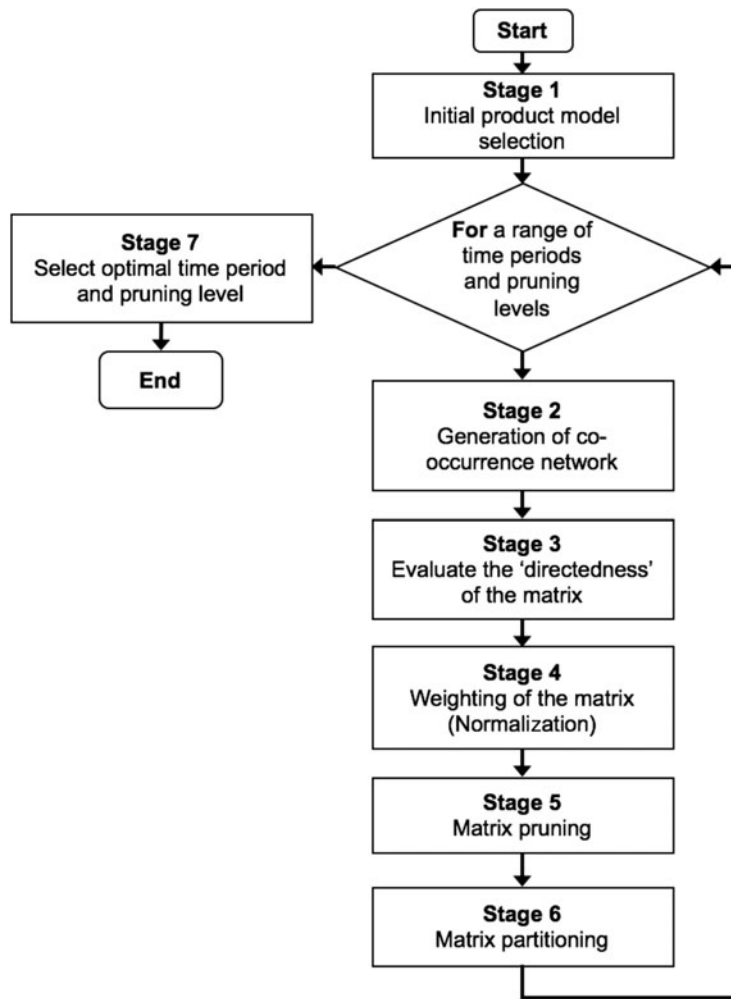 Start
Stage 1
Initial product model
selection
For a range of
time periods
and pruning
levels
Stage 7
Select optimal time period
and pruning level
End
Stage 2
Generation of co-
occurrence network
Stage 3
Evaluate the ‘directedness’
of the matrix
Stage 4
Weighting of the matrix
(Normalization)
Stage 5
Matrix pruning
Stage 6
Matrix partitioning